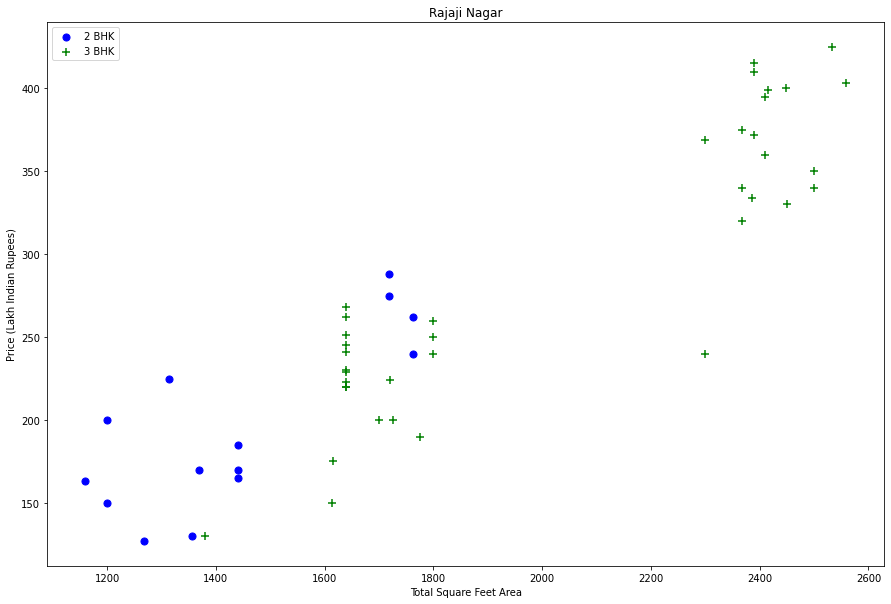 Rajaji Nagar
2 BHK
3 BHK
400
350
300
250
200
150
Price (Lakh Indian Rupees)
1200 1400 1600 1800 2000 2200 2400 2600
Total Square Feet Area